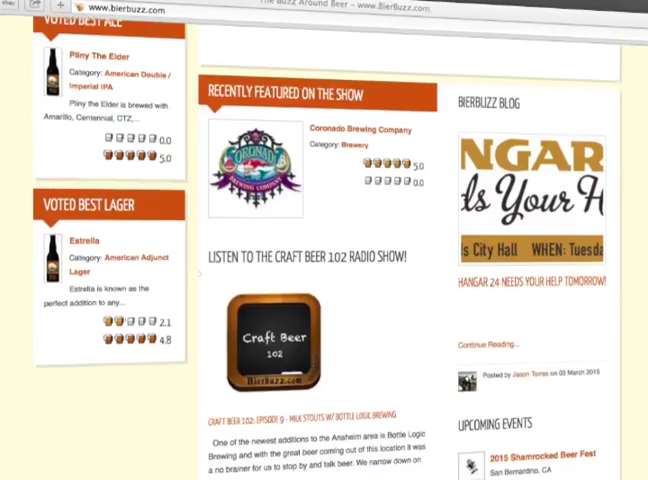 www.bierbuzz.com
The Buzz Around Beer – www.BierBuzz.com
VOTED BEST ALE
Pliny The Elder
Category: American Double /
Imperial IPA
Pliny the Elder is brewed with
Amarillo, Centennial, CTZ,...
0.0
5.0
VOTED BEST LAGER
Estrella
Category: American Adjunct
Lager
Estrella is known as the
perfect addition to any...
2.1
4.8
RECENTLY FEATURED ON THE SHOW
CORONADO
BREWING COMPANY
Coronado Brewing Company
Category: Brewery
5.0
0.0
LISTEN TO THE CRAFT BEER 102 RADIO SHOW!
Craft Beer
102
Bierbuzz.com
CRAFT BEER 102: EPISODE 9 - MILK STOUTS W/ BOTTLE LOGIC BREWING
One of the newest additions to the Anaheim area is Bottle Logic
Brewing and with the great beer coming out of this location it was
a no brainer for us to stop by and talk beer. We narrow down on
BIERBUZZ BLOG
NGAR
ds Your H
s City Hall WHEN: Tuesda
HANGAR 24 NEEDS YOUR HELP TOMORROW!
Continue Reading...
Posted by Jason Torres on 03 March 2015
UPCOMING EVENTS
2015 Shamrocked Beer Fest
San Bernardino, CA